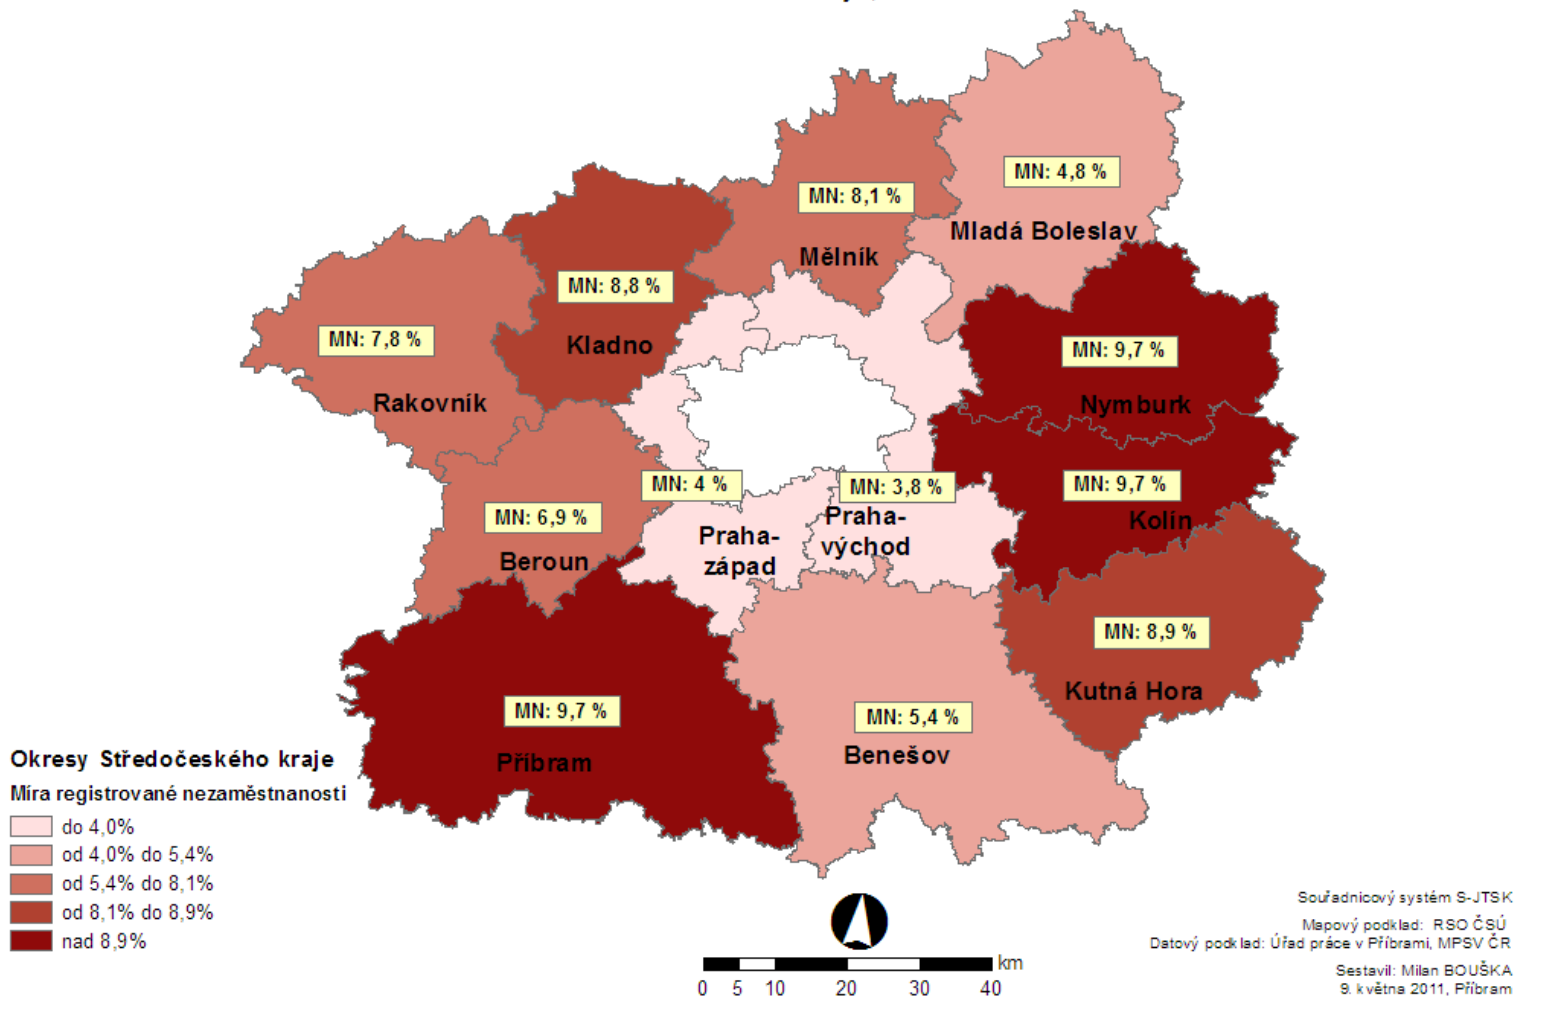 MN: 4,8 %
Mladá Boleslav
MN: 8,1 %
Mělník
MN: 8,8 %
Kladno
MN: 7,8 %
Rakovník
MN: 9,7 %
Nymburk
MN: 9,7 %
Kolín
MN: 4 %
MN: 3,8 %
Praha-
západ
Praha-
východ
MN: 6,9 %
Beroun
MN: 8,9 %
Kutná Hora
MN: 9,7 %
Příbram
MN: 5,4 %
Benešov
Okresy Středočeského kraje
Míra registrované nezaměstnanosti
do 4,0%
od 4,0% do 5,4%
od 5,4% do 8,1%
od 8,1% do 8,9%
nad 8,9%
km
0 5 10 20 30 40
Souřadnicový systém S-JTSK
Mapový podklad: RSO ČSÚ
Datový podklad: Úřad práce v Příbrami, MPSV ČR
Sestavil: Milan BOUŠKA
9. května 2011, Příbram